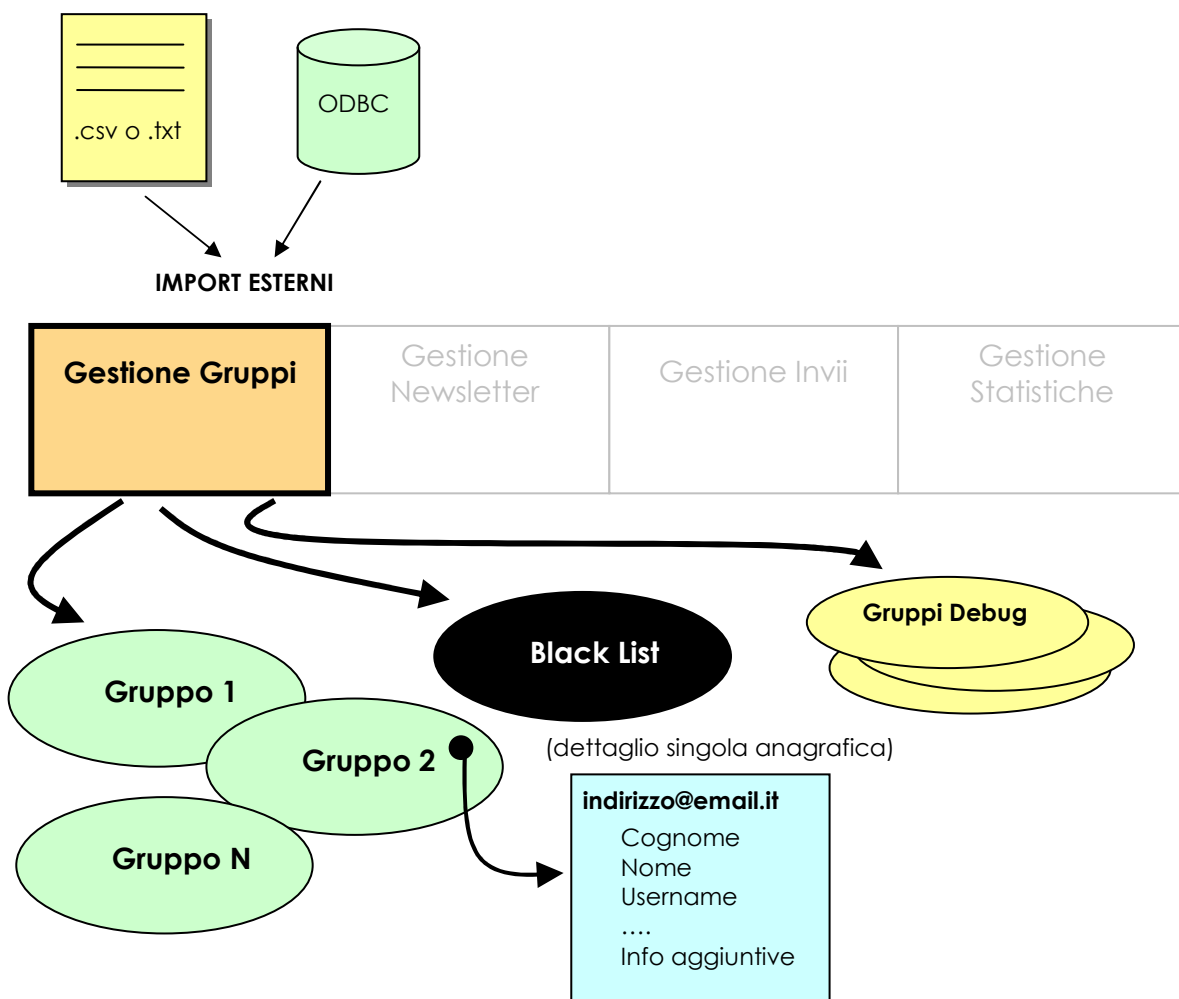 .csv o .txt
ODBC
IMPORT ESTERNI
Gestione Gruppi
Gestione
Newsletter
Gestione Invii
Gestione
Statistiche
Gruppi Debug
Black List
Gruppo 1
Gruppo 2
Gruppo N
(dettaglio singola anagrafica)
indirizzo@email.it
Cognome
Nome
Username
….
Info aggiuntive